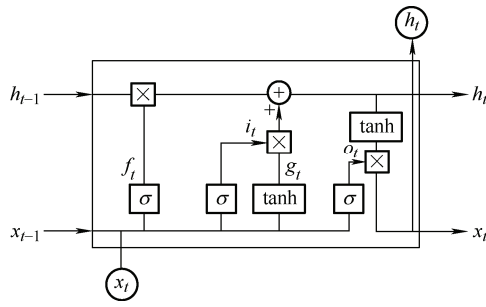 h_t
h_{t-1} × + h_t
+
tanh
i_t × o_t ×
f_t g_t
σ σ tanh σ
x_{t-1} x_t
x_t